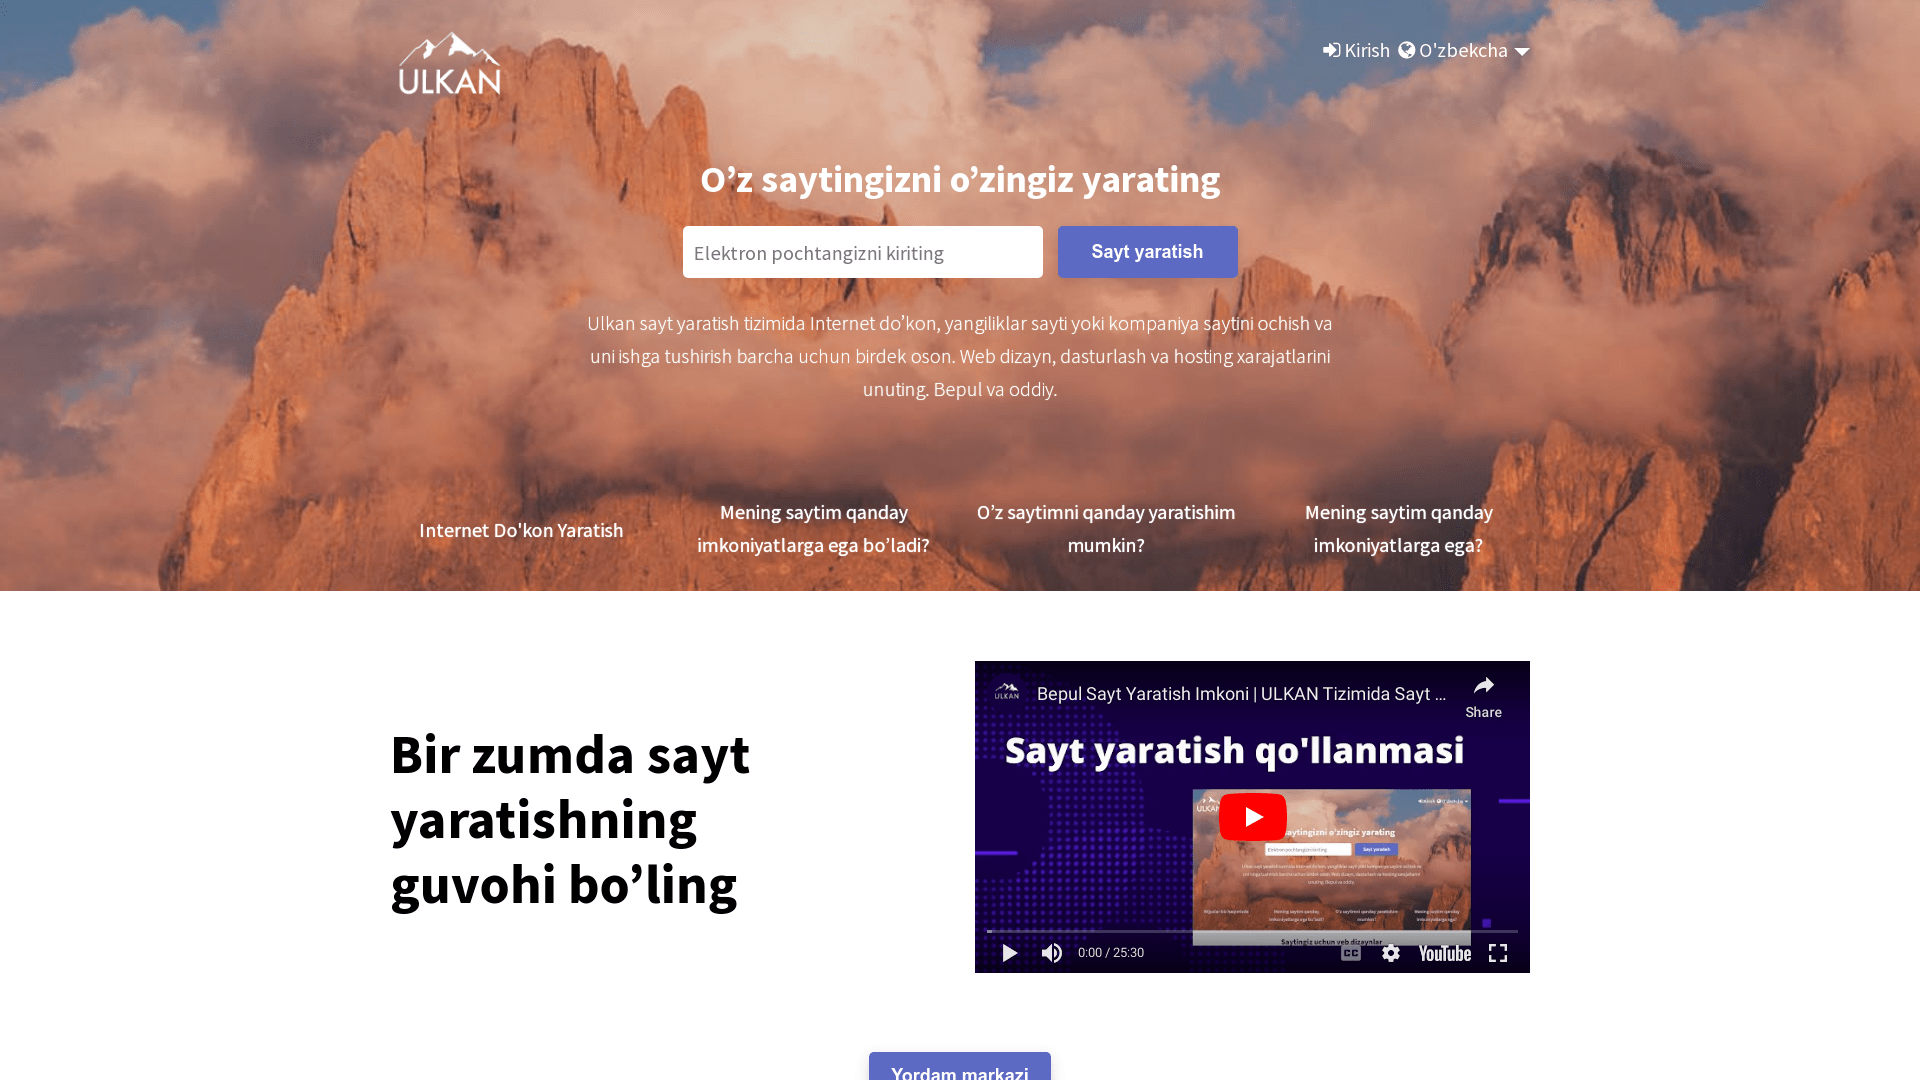 ULKAN
Kirish O'zbekcha
O’z saytingizni o’zingiz yarating
Elektron pochtangizni kiriting
Sayt yaratish
Ulkan sayt yaratish tizimida Internet do’kon, yangiliklar sayti yoki kompaniya saytini ochish va
uni ishga tushirish barcha uchun birdek oson. Web dizayn, dasturlash va hosting xarajatlarini
unuting. Bepul va oddiy.
Internet Do'kon Yaratish
Mening saytim qanday
imkoniyatlarga ega bo’ladi?
O’z saytimni qanday yaratishim
mumkin?
Mening saytim qanday
imkoniyatlarga ega?
Bir zumda sayt
yaratishning
guvohi bo’ling
ULKAN
Bepul Sayt Yaratish Imkoni | ULKAN Tizimida Sayt ...
Share
Sayt yaratish qo'llanmasi
ULKAN
saytingizni o’zingiz yarating
Sayt yaratish
Saytingiz uchun veb dizaynlar
0:00 / 25:30
CC
YouTube
Yordam markazi